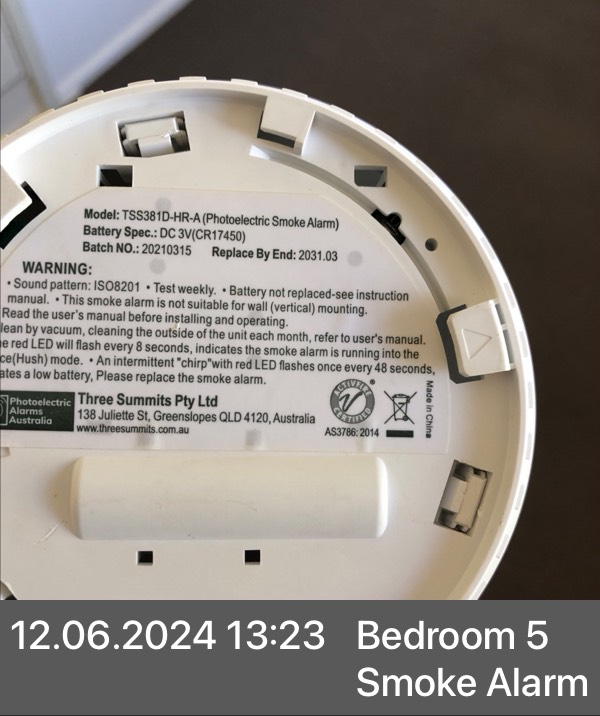 Model: TSS381D-HR-A (Photoelectric Smoke Alarm)
Battery Spec.: DC 3V(CR17450)
Batch NO.: 20210315 Replace By End: 2031.03
WARNING:
• Sound pattern: ISO8201 • Test weekly. • Battery not replaced-see instruction
manual. • This smoke alarm is not suitable for wall (vertical) mounting.
Read the user's manual before installing and operating.
lean by vacuum, cleaning the outside of the unit each month, refer to user's manual.
e red LED will flash every 8 seconds, indicates the smoke alarm is running into the
ce(Hush) mode. • An intermittent "chirp"with red LED flashes once every 48 seconds,
ates a low battery, Please replace the smoke alarm.
Photoelectric
Alarms
Australia
Three Summits Pty Ltd
138 Juliette St, Greenslopes QLD 4120, Australia
www.threesummits.com.au
AS3786: 2014
Made in China
12.06.2024 13:23 Bedroom 5
Smoke Alarm